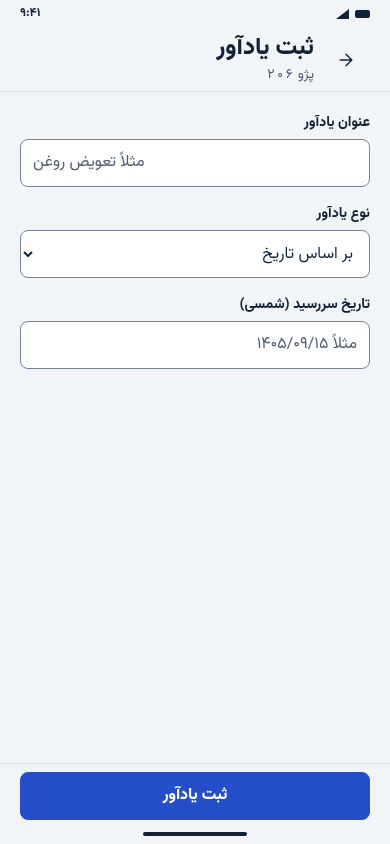 ۹:۴۱
ثبت یادآور
پژو ۲۰۶
عنوان یادآور
مثلاً تعویض روغن
نوع یادآور
بر اساس تاریخ
تاریخ سررسید (شمسی)
مثلاً ۱۴۰۵/۰۹/۱۵
ثبت یادآور